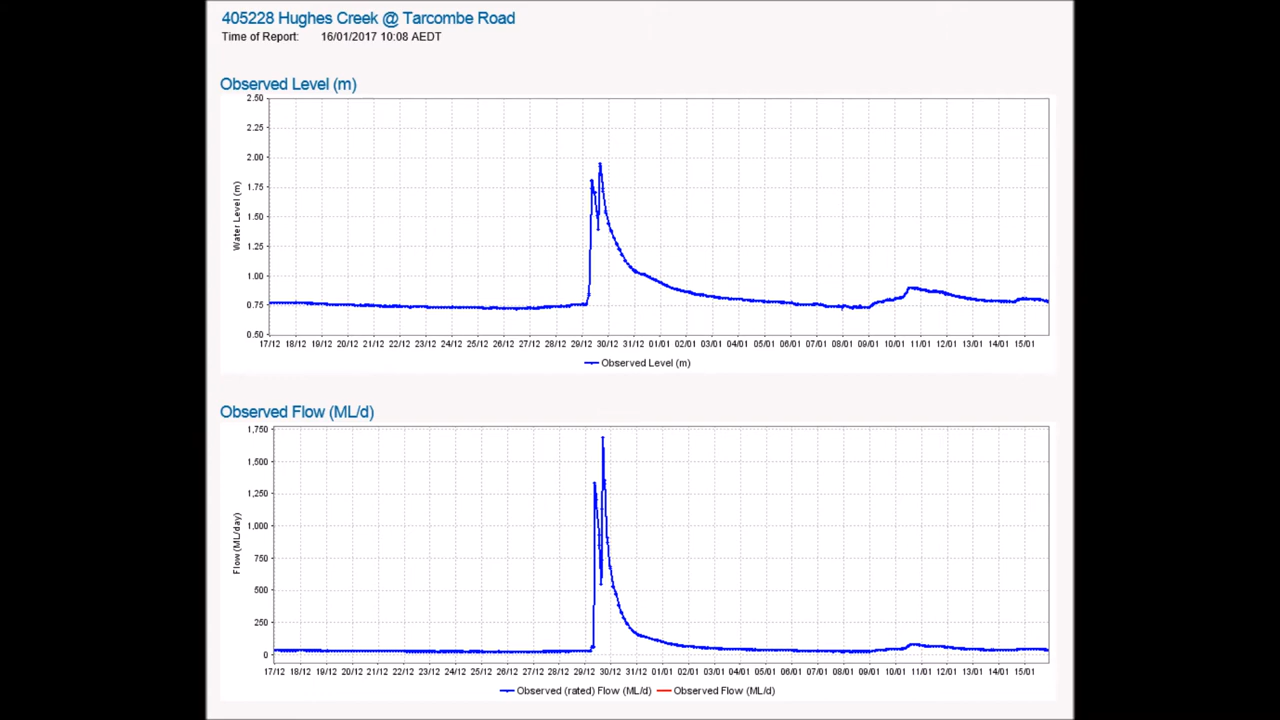 405228 Hughes Creek @ Tarcombe Road
Time of Report: 16/01/2017 10:08 AEDT
Observed Level (m)
2.50
2.25
2.00
1.75
1.50
1.25
1.00
0.75
0.50
Water Level (m)
17/12 18/12 19/12 20/12 21/12 22/12 23/12 24/12 25/12 26/12 27/12 28/12 29/12 30/12 31/12 01/01 02/01 03/01 04/01 05/01 06/01 07/01 08/01 09/01 10/01 11/01 12/01 13/01 14/01 15/01
Observed Level (m)
Observed Flow (ML/d)
1,750
1,500
1,250
1,000
750
500
250
0
Flow (ML/day)
17/12 18/12 19/12 20/12 21/12 22/12 23/12 24/12 25/12 26/12 27/12 28/12 29/12 30/12 31/12 01/01 02/01 03/01 04/01 05/01 06/01 07/01 08/01 09/01 10/01 11/01 12/01 13/01 14/01 15/01
Observed (rated) Flow (ML/d) Observed Flow (ML/d)